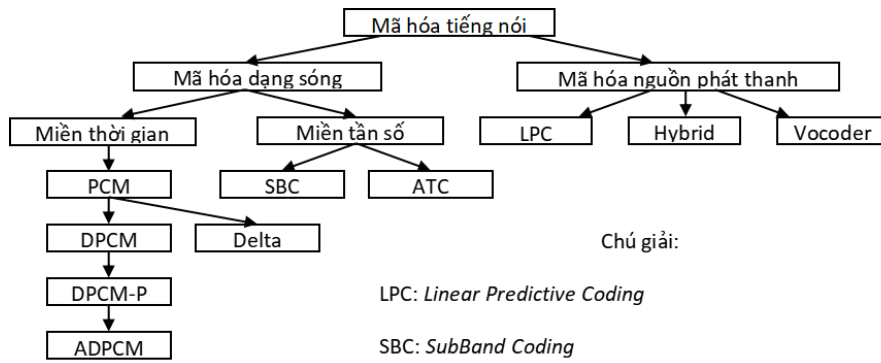 Mã hóa tiếng nói
Mã hóa dạng sóng
Mã hóa nguồn phát thanh
Miền thời gian
Miền tần số
LPC
Hybrid
Vocoder
PCM
SBC
ATC
DPCM
Delta
Chú giải:
DPCM-P
LPC: Linear Predictive Coding
ADPCM
SBC: SubBand Coding